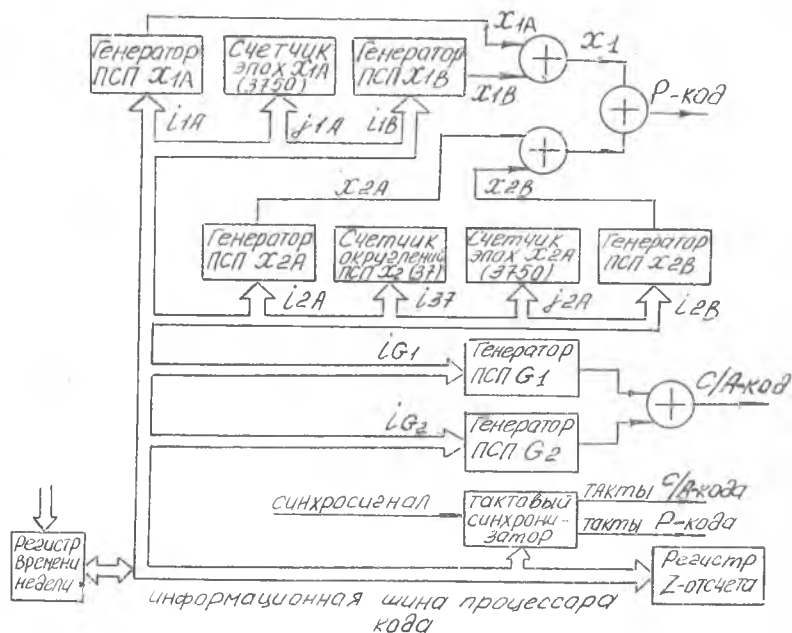 x1A
x1
Генератор
ПСП x1A
Счетчик
эпох x1A
(3750)
Генератор
ПСП x1B
x1B
P-код
i1A
j1A
i1B
x2A
x2B
Генератор
ПСП x2A
Счетчик
округлений
ПСП x2 (37)
Счетчик
эпох x2A
(3750)
Генератор
ПСП x2B
i2A
i37
j2A
i2B
iG1
Генератор
ПСП G1
C/A-код
iG2
Генератор
ПСП G2
синхросигнал
тактовый
синхрони-
затор
такты C/A-кода
такты P-кода
Регистр
времени
недели
Регистр
Z-отсчета
информационная шина процессора
кода